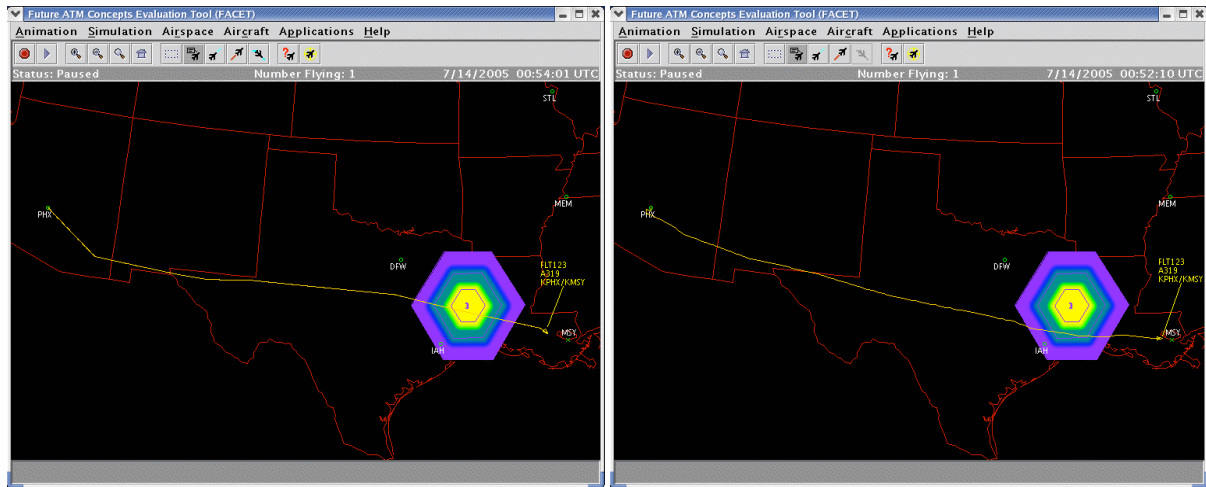 Future ATM Concepts Evaluation Tool (FACET)
Animation Simulation Airspace Aircraft Applications Help
Status: Paused Number Flying: 1 7/14/2005 00:54:01 UTC
STL
MEM
PHX
DFW
FLT123
A319
KPHX/KMSY
3
MSY
IAH
Future ATM Concepts Evaluation Tool (FACET)
Animation Simulation Airspace Aircraft Applications Help
Status: Paused Number Flying: 1 7/14/2005 00:52:10 UTC
STL
MEM
PHX
DFW
FLT123
A319
KPHX/KMSY
3
MSY
IAH